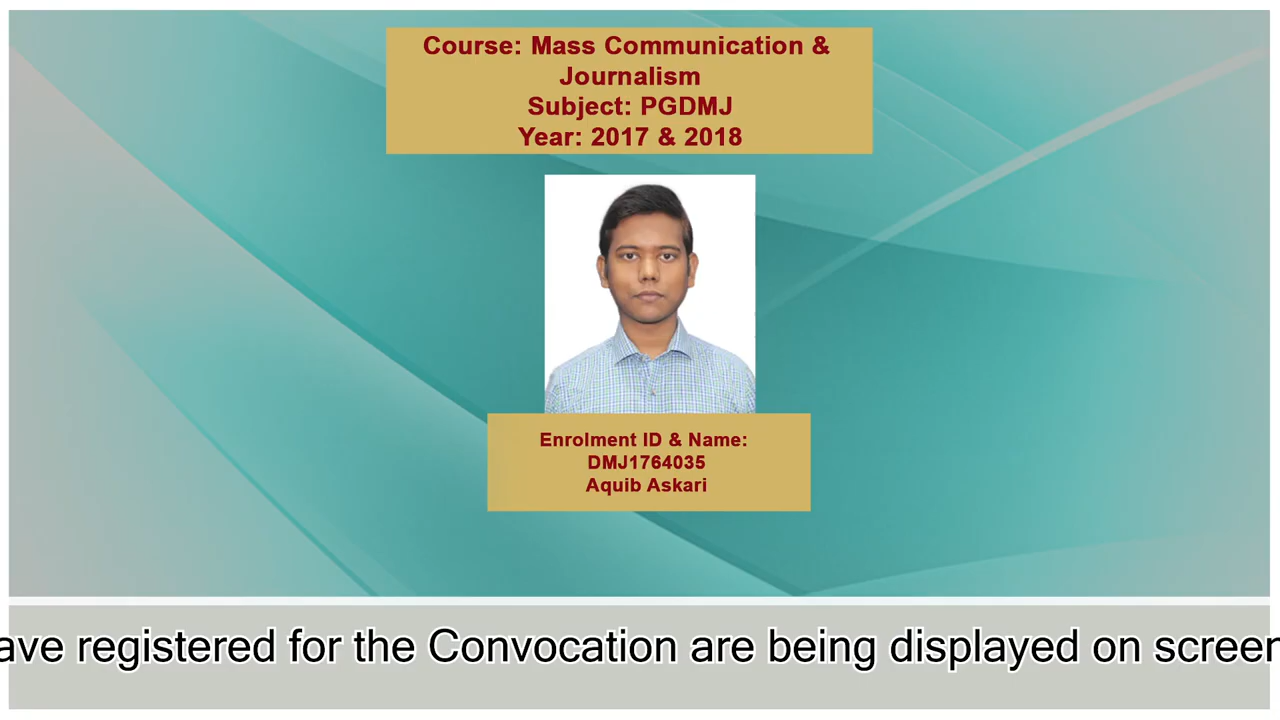 Course: Mass Communication &
Journalism
Subject: PGDMJ
Year: 2017 & 2018
Enrolment ID & Name:
DMJ1764035
Aquib Askari
registered for the Convocation are being displayed on screen